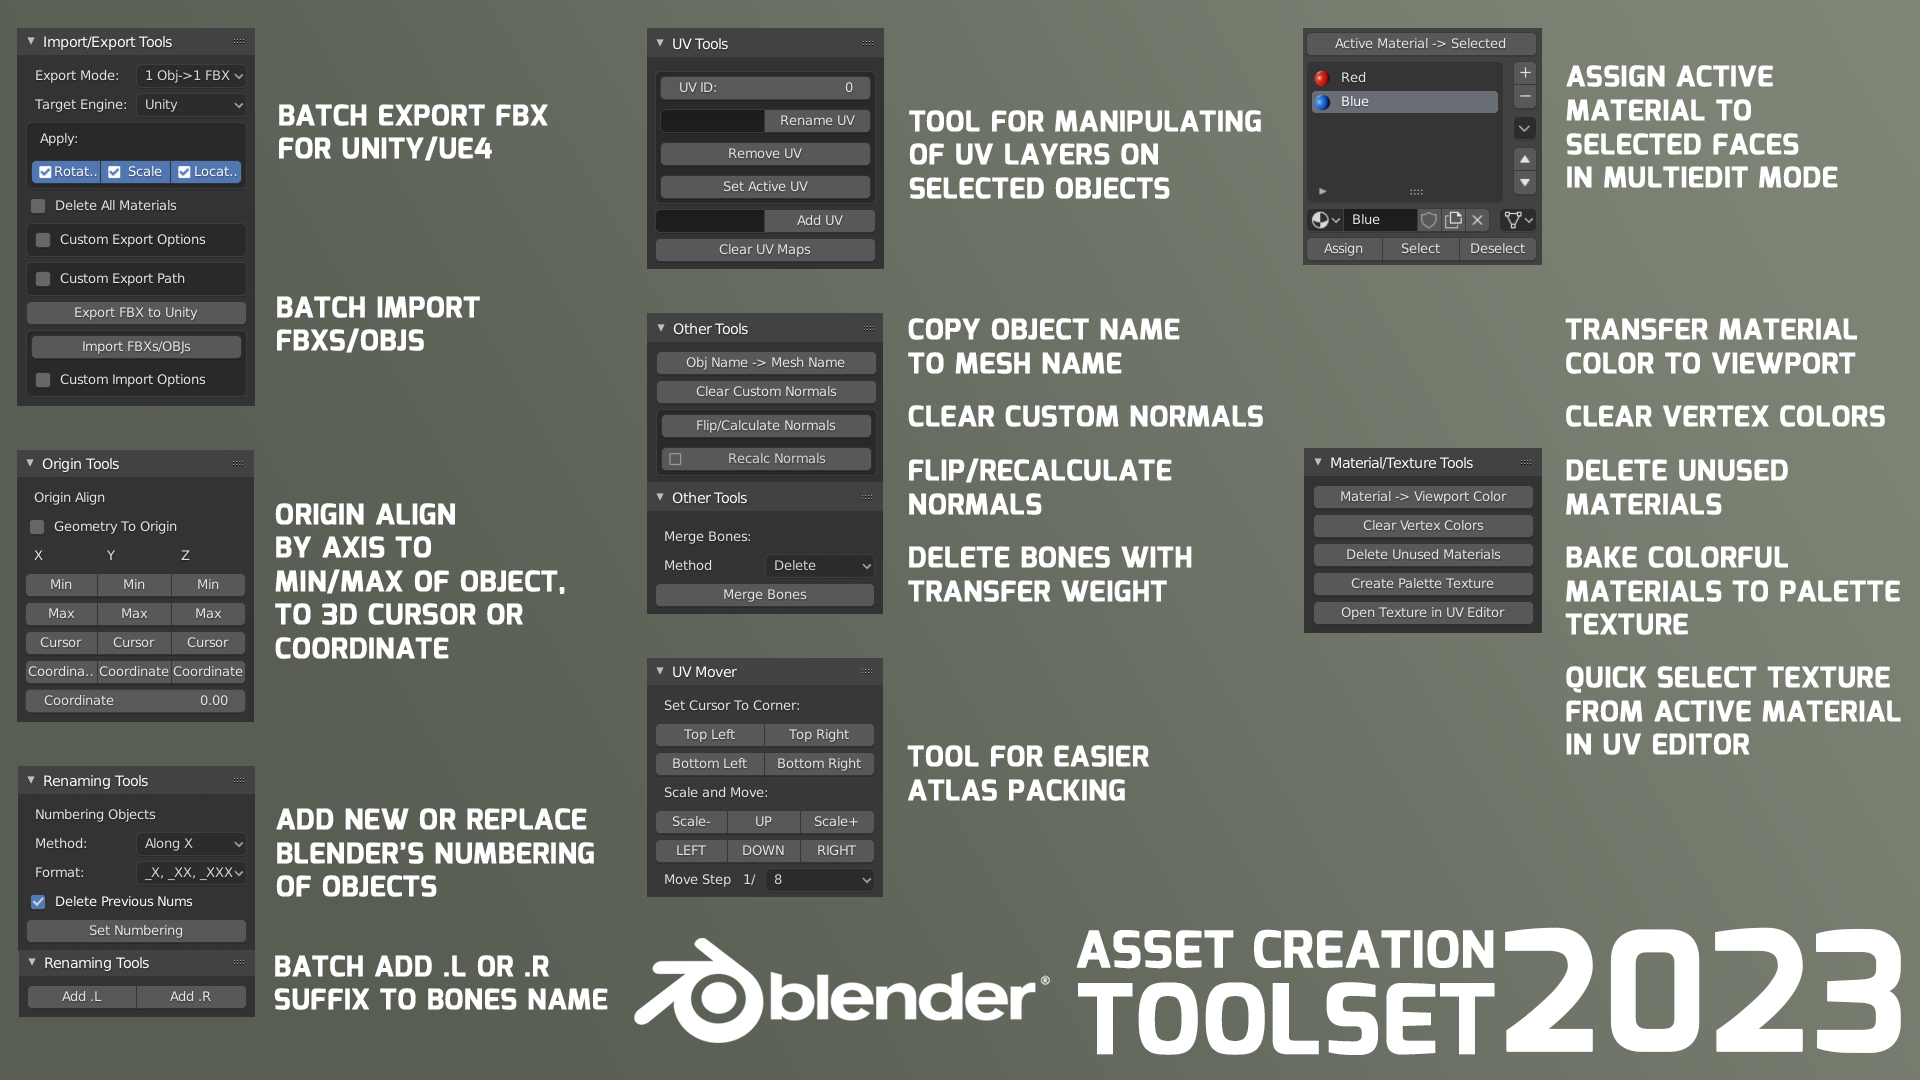 Import/Export Tools
Export Mode: 1 Obj->1 FBX
Target Engine: Unity
Apply:
Rotat.. Scale Locat..
Delete All Materials
Custom Export Options
Custom Export Path
Export FBX to Unity
Import FBXs/OBJs
Custom Import Options
BATCH EXPORT FBX
FOR UNITY/UE4
BATCH IMPORT
FBXS/OBJS
Origin Tools
Origin Align
Geometry To Origin
X Y Z
Min Min Min
Max Max Max
Cursor Cursor Cursor
Coordina.. Coordinate Coordinate
Coordinate 0.00
ORIGIN ALIGN
BY AXIS TO
MIN/MAX OF OBJECT,
TO 3D CURSOR OR
COORDINATE
Renaming Tools
Numbering Objects
Method: Along X
Format: _X, _XX, _XXX
Delete Previous Nums
Set Numbering
Renaming Tools
Add .L Add .R
ADD NEW OR REPLACE
BLENDER'S NUMBERING
OF OBJECTS
BATCH ADD .L OR .R
SUFFIX TO BONES NAME
UV Tools
UV ID: 0
Rename UV
Remove UV
Set Active UV
Add UV
Clear UV Maps
TOOL FOR MANIPULATING
OF UV LAYERS ON
SELECTED OBJECTS
Other Tools
Obj Name -> Mesh Name
Clear Custom Normals
Flip/Calculate Normals
Recalc Normals
Other Tools
Merge Bones:
Method Delete
Merge Bones
COPY OBJECT NAME
TO MESH NAME
CLEAR CUSTOM NORMALS
FLIP/RECALCULATE
NORMALS
DELETE BONES WITH
TRANSFER WEIGHT
UV Mover
Set Cursor To Corner:
Top Left Top Right
Bottom Left Bottom Right
Scale and Move:
Scale- UP Scale+
LEFT DOWN RIGHT
Move Step 1/ 8
TOOL FOR EASIER
ATLAS PACKING
Active Material -> Selected
Red
Blue
Blue
Assign Select Deselect
ASSIGN ACTIVE
MATERIAL TO
SELECTED FACES
IN MULTIEDIT MODE
Material/Texture Tools
Material -> Viewport Color
Clear Vertex Colors
Delete Unused Materials
Create Palette Texture
Open Texture in UV Editor
TRANSFER MATERIAL
COLOR TO VIEWPORT
CLEAR VERTEX COLORS
DELETE UNUSED
MATERIALS
BAKE COLORFUL
MATERIALS TO PALETTE
TEXTURE
QUICK SELECT TEXTURE
FROM ACTIVE MATERIAL
IN UV EDITOR
blender®
ASSET CREATION
TOOLSET 2023